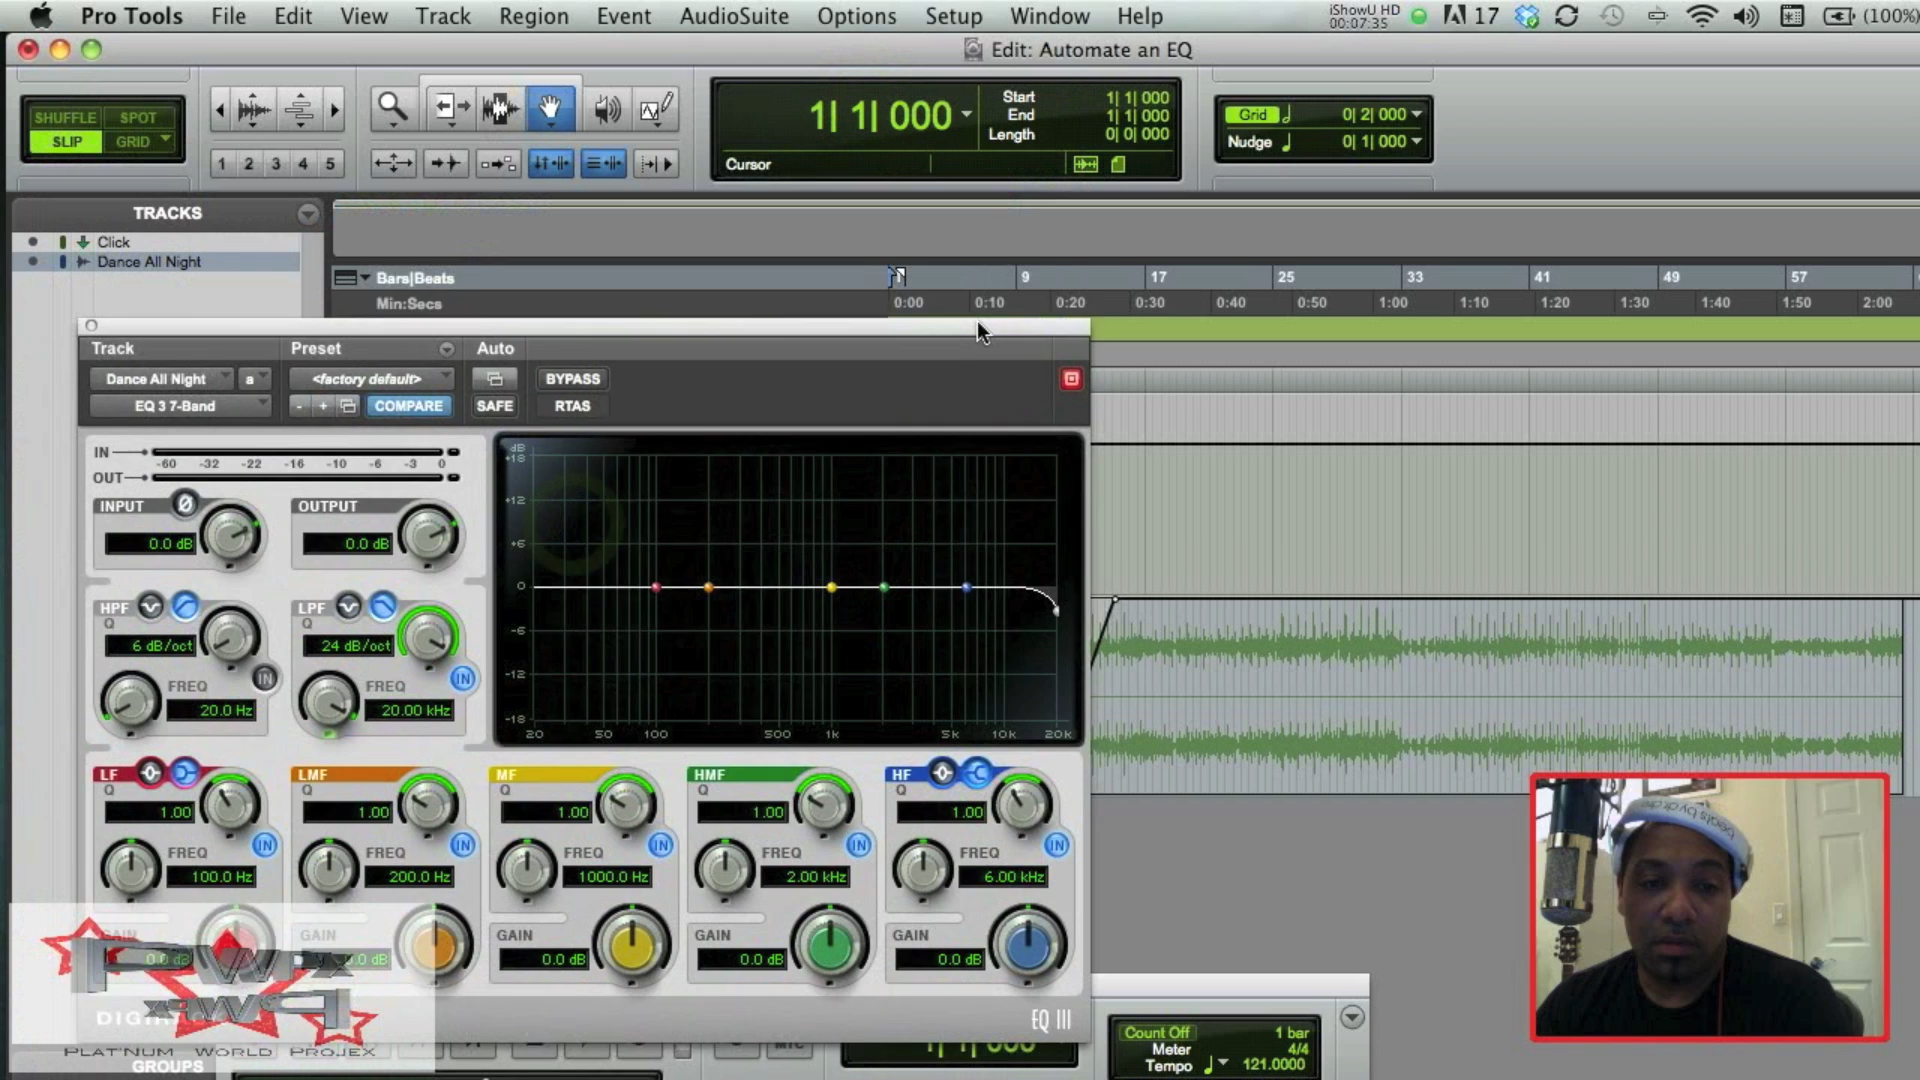 Pro Tools File Edit View Track Region Event AudioSuite Options Setup Window Help iShowU HD 00:07:35 17 (100%)
Edit: Automate an EQ
SHUFFLE SPOT
SLIP GRID
1 2 3 4 5
1| 1| 000
Start 1| 1| 000
End 1| 1| 000
Length 0| 0| 000
Cursor
Grid 0| 2| 000
Nudge 0| 1| 000
TRACKS
Click
Dance All Night
Bars|Beats 1 9 17 25 33 41 49 57
Min:Secs 0:00 0:10 0:20 0:30 0:40 0:50 1:00 1:10 1:20 1:30 1:40 1:50 2:00
Track Preset Auto
Dance All Night a <factory default> BYPASS
EQ 3 7-Band - + COMPARE SAFE RTAS
IN
-60 -32 -22 -16 -10 -6 -3 0
OUT
INPUT Ø OUTPUT
0.0 dB 0.0 dB
HPF LPF
Q Q
6 dB/oct 24 dB/oct
IN IN
FREQ FREQ
20.0 Hz 20.00 kHz
dB
+18
+12
+6
0
-6
-12
-18
20 50 100 500 1k 5k 10k 20k
LF LMF MF HMF HF
Q Q Q Q Q
1.00 1.00 1.00 1.00 1.00
IN IN IN IN IN
FREQ FREQ FREQ FREQ FREQ
100.0 Hz 200.0 Hz 1000.0 Hz 2.00 kHz 6.00 kHz
GAIN GAIN GAIN GAIN GAIN
0.0 dB 0.0 dB 0.0 dB 0.0 dB 0.0 dB
EQ III
PLAT'NUM WORLD PROJEX
GROUPS
MTC
1| 1| 000
Count Off 1 bar
Meter 4/4
Tempo 121.0000
beats by dr. dre